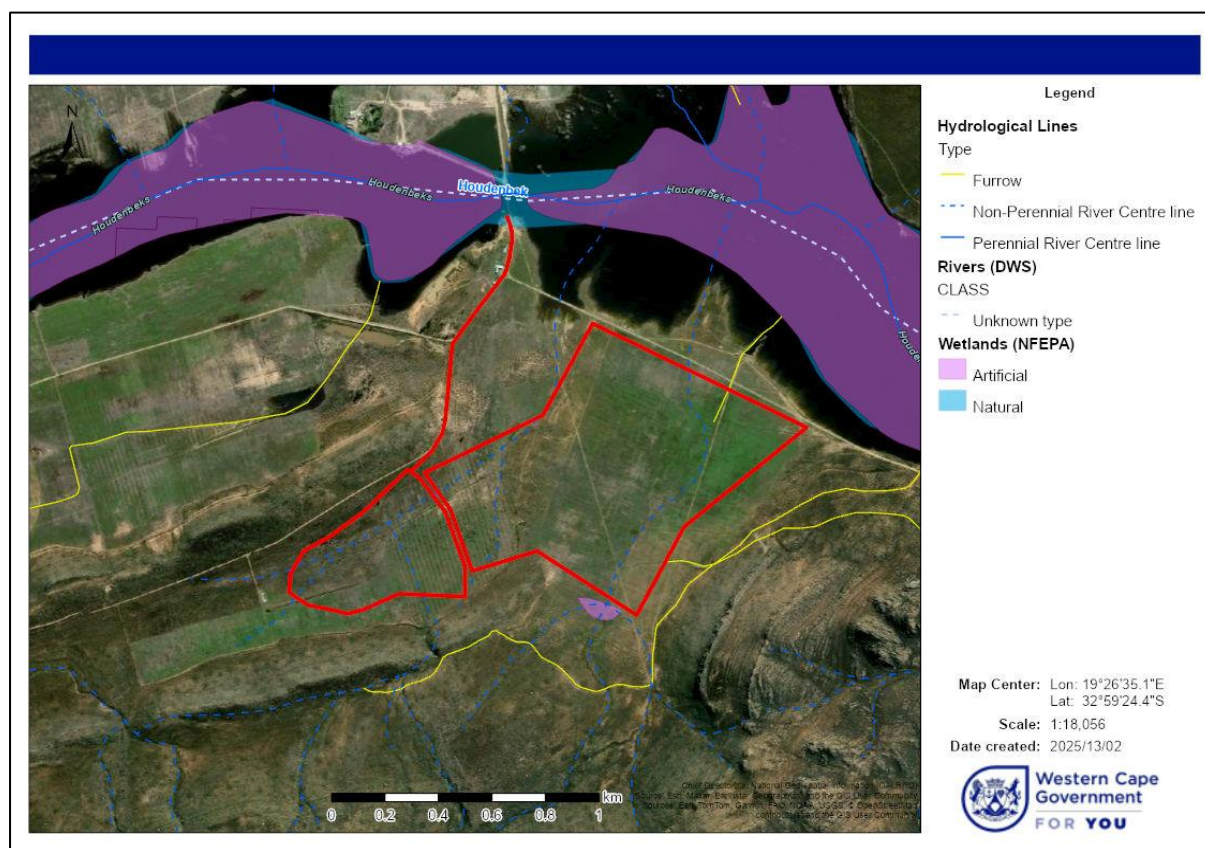 N
Houdenbek
Houdenbeks
Houdenbeks
Houdenbeks
km
0 0.2 0.4 0.6 0.8 1
Legend
Hydrological Lines
Type
Furrow
Non-Perennial River Centre line
Perennial River Centre line
Rivers (DWS)
CLASS
Unknown type
Wetlands (NFEPA)
Artificial
Natural
Map Center: Lon: 19°26'35.1"E
Lat: 32°59'24.4"S
Scale: 1:18,056
Date created: 2025/13/02
Western Cape
Government
FOR YOU